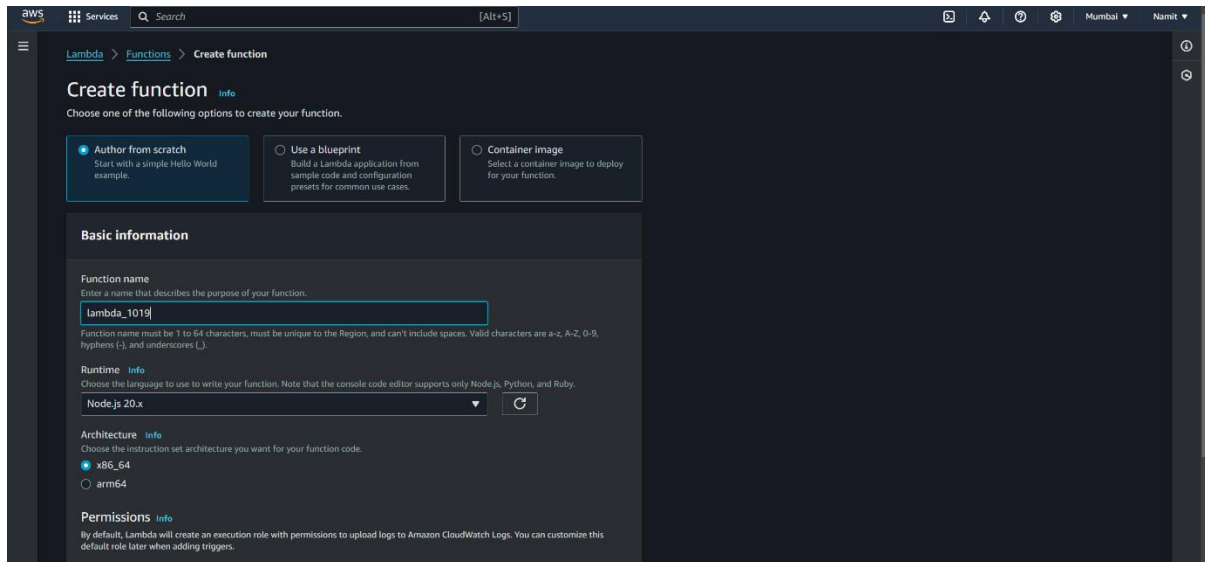 aws
Services
Search
[Alt+S]
Mumbai
Namit
Lambda > Functions > Create function
Create function Info
Choose one of the following options to create your function.
Author from scratch
Start with a simple Hello World
example.
Use a blueprint
Build a Lambda application from
sample code and configuration
presets for common use cases.
Container image
Select a container image to deploy
for your function.
Basic information
Function name
Enter a name that describes the purpose of your function.
lambda_1019
Function name must be 1 to 64 characters, must be unique to the Region, and can't include spaces. Valid characters are a-z, A-Z, 0-9,
hyphens (-), and underscores (_).
Runtime Info
Choose the language to use to write your function. Note that the console code editor supports only Node.js, Python, and Ruby.
Node.js 20.x
Architecture Info
Choose the instruction set architecture you want for your function code.
x86_64
arm64
Permissions Info
By default, Lambda will create an execution role with permissions to upload logs to Amazon CloudWatch Logs. You can customize this
default role later when adding triggers.